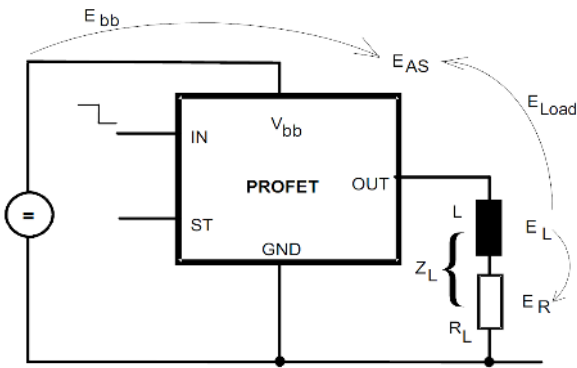 E bb
E AS
E Load
V bb
IN
PROFET
OUT
ST
GND
L
E L
Z L {
R L
E R
=